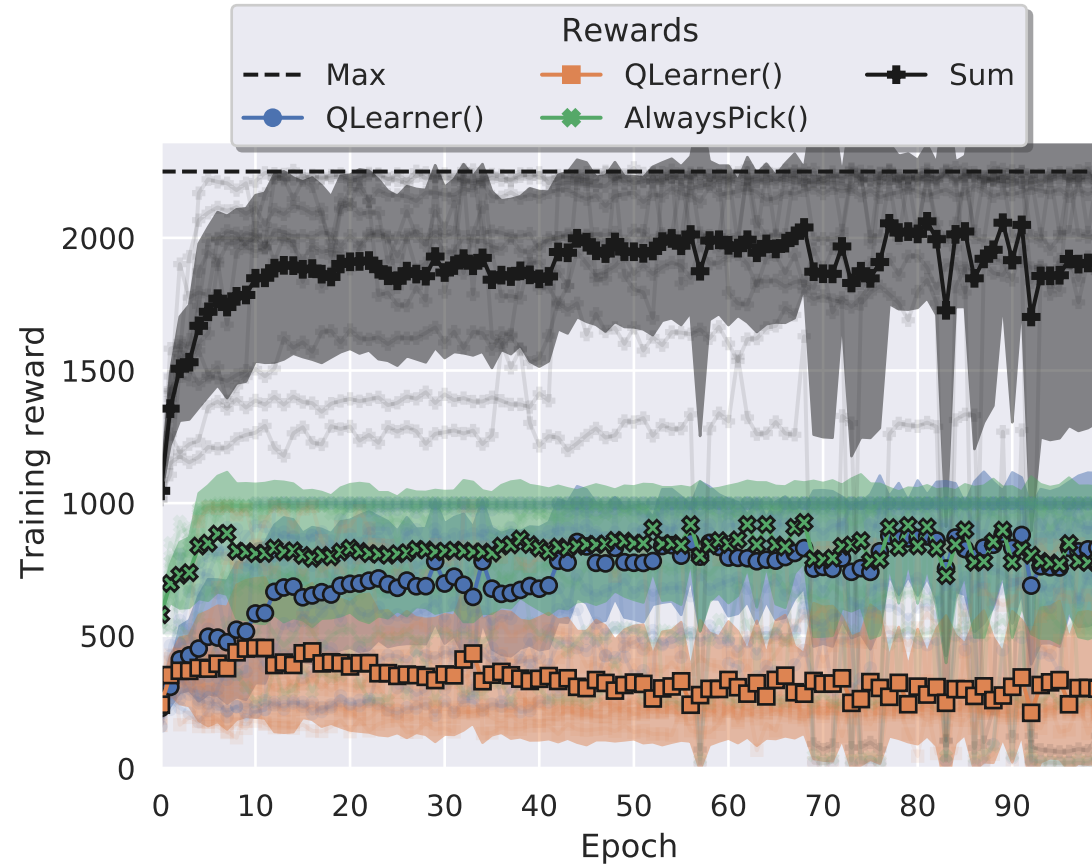 Rewards
Max QLearner() Sum
QLearner() AlwaysPick()
Training reward
2000
1500
1000
500
0
0 10 20 30 40 50 60 70 80 90
Epoch